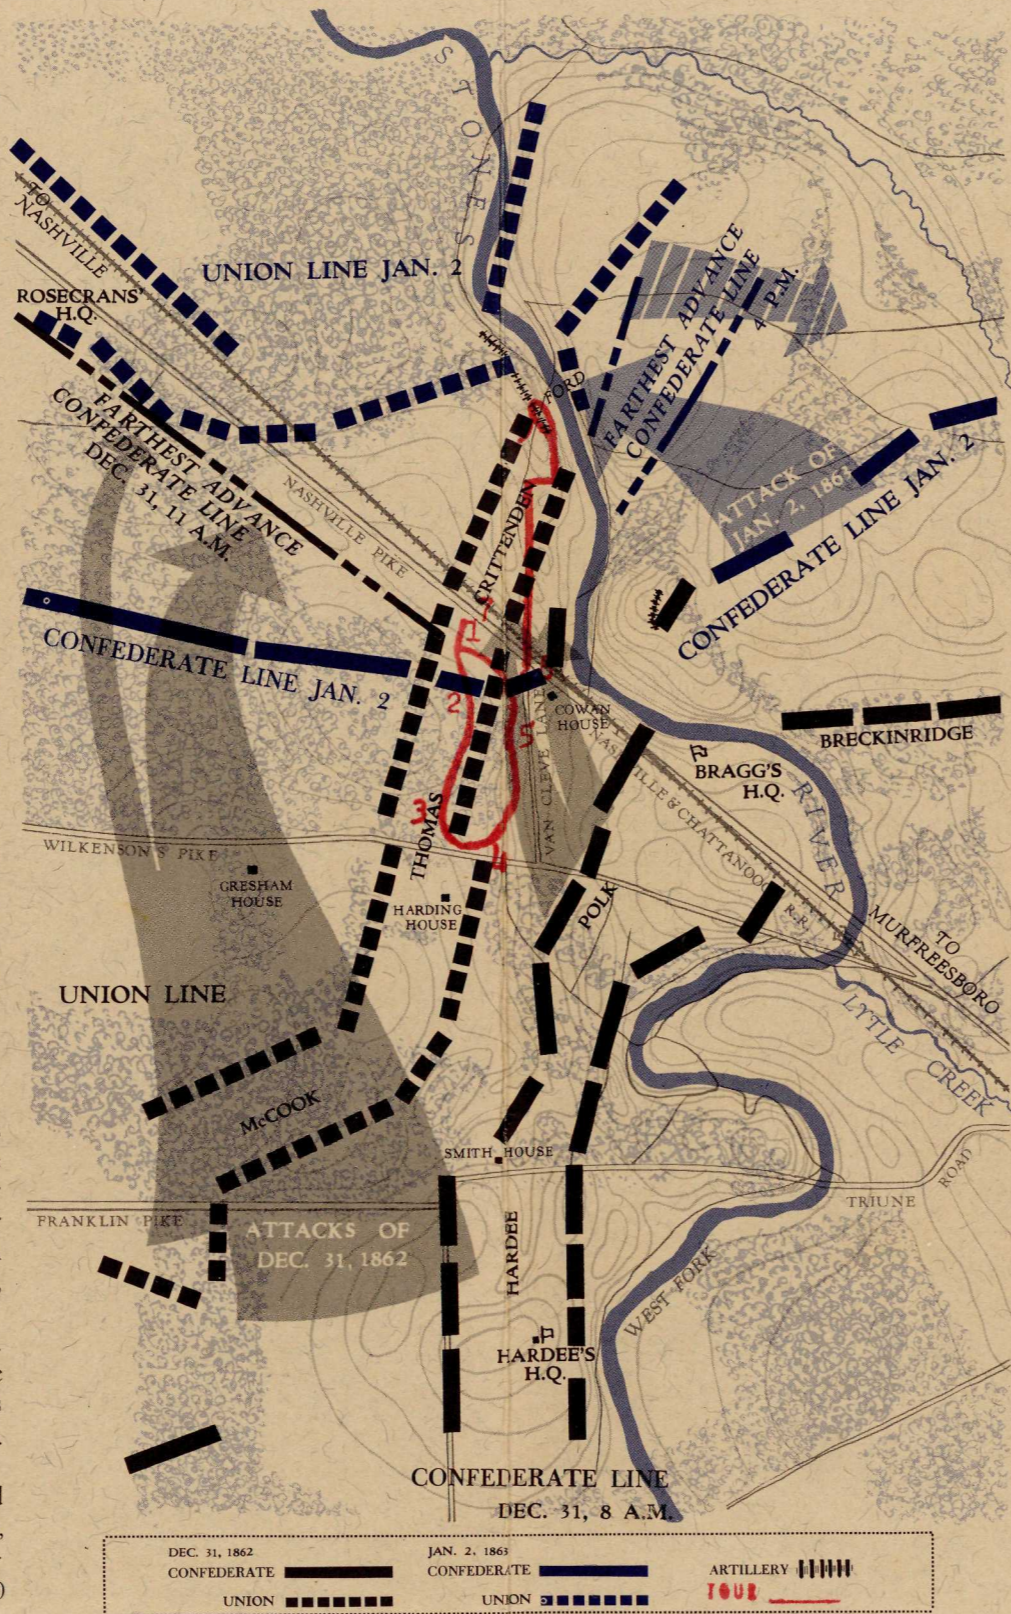 STONES
TO
NASHVILLE
UNION LINE JAN. 2
ROSECRANS'
H.Q.
FARTHEST ADVANCE
CONFEDERATE LINE
4 P.M.
FORD
FARTHEST ADVANCE
CONFEDERATE LINE
DEC. 31, 11 A.M.
ATTACK OF
JAN. 2, 1861
CONFEDERATE LINE JAN. 2
NASHVILLE PIKE
CRITTENDEN
CONFEDERATE LINE JAN. 2
1
2
3
4
5
COWAN
HOUSE
VAN CLEVE LANE
NASHVILLE & CHATTANOOGA
R.R.
BRECKINRIDGE
BRAGG'S
H.Q.
RIVER
THOMAS
WILKENSON'S PIKE
GRESHAM
HOUSE
HARDING
HOUSE
POLK
TO
MURFREESBORO
UNION LINE
LYTLE CREEK
McCOOK
SMITH HOUSE
TRIUNE ROAD
FRANKLIN PIKE
ATTACKS OF
DEC. 31, 1862
HARDEE
WEST FORK
HARDEE'S
H.Q.
CONFEDERATE LINE
DEC. 31, 8 A.M.
DEC. 31, 1862
CONFEDERATE
UNION
JAN. 2, 1863
CONFEDERATE
UNION
ARTILLERY
TOUR